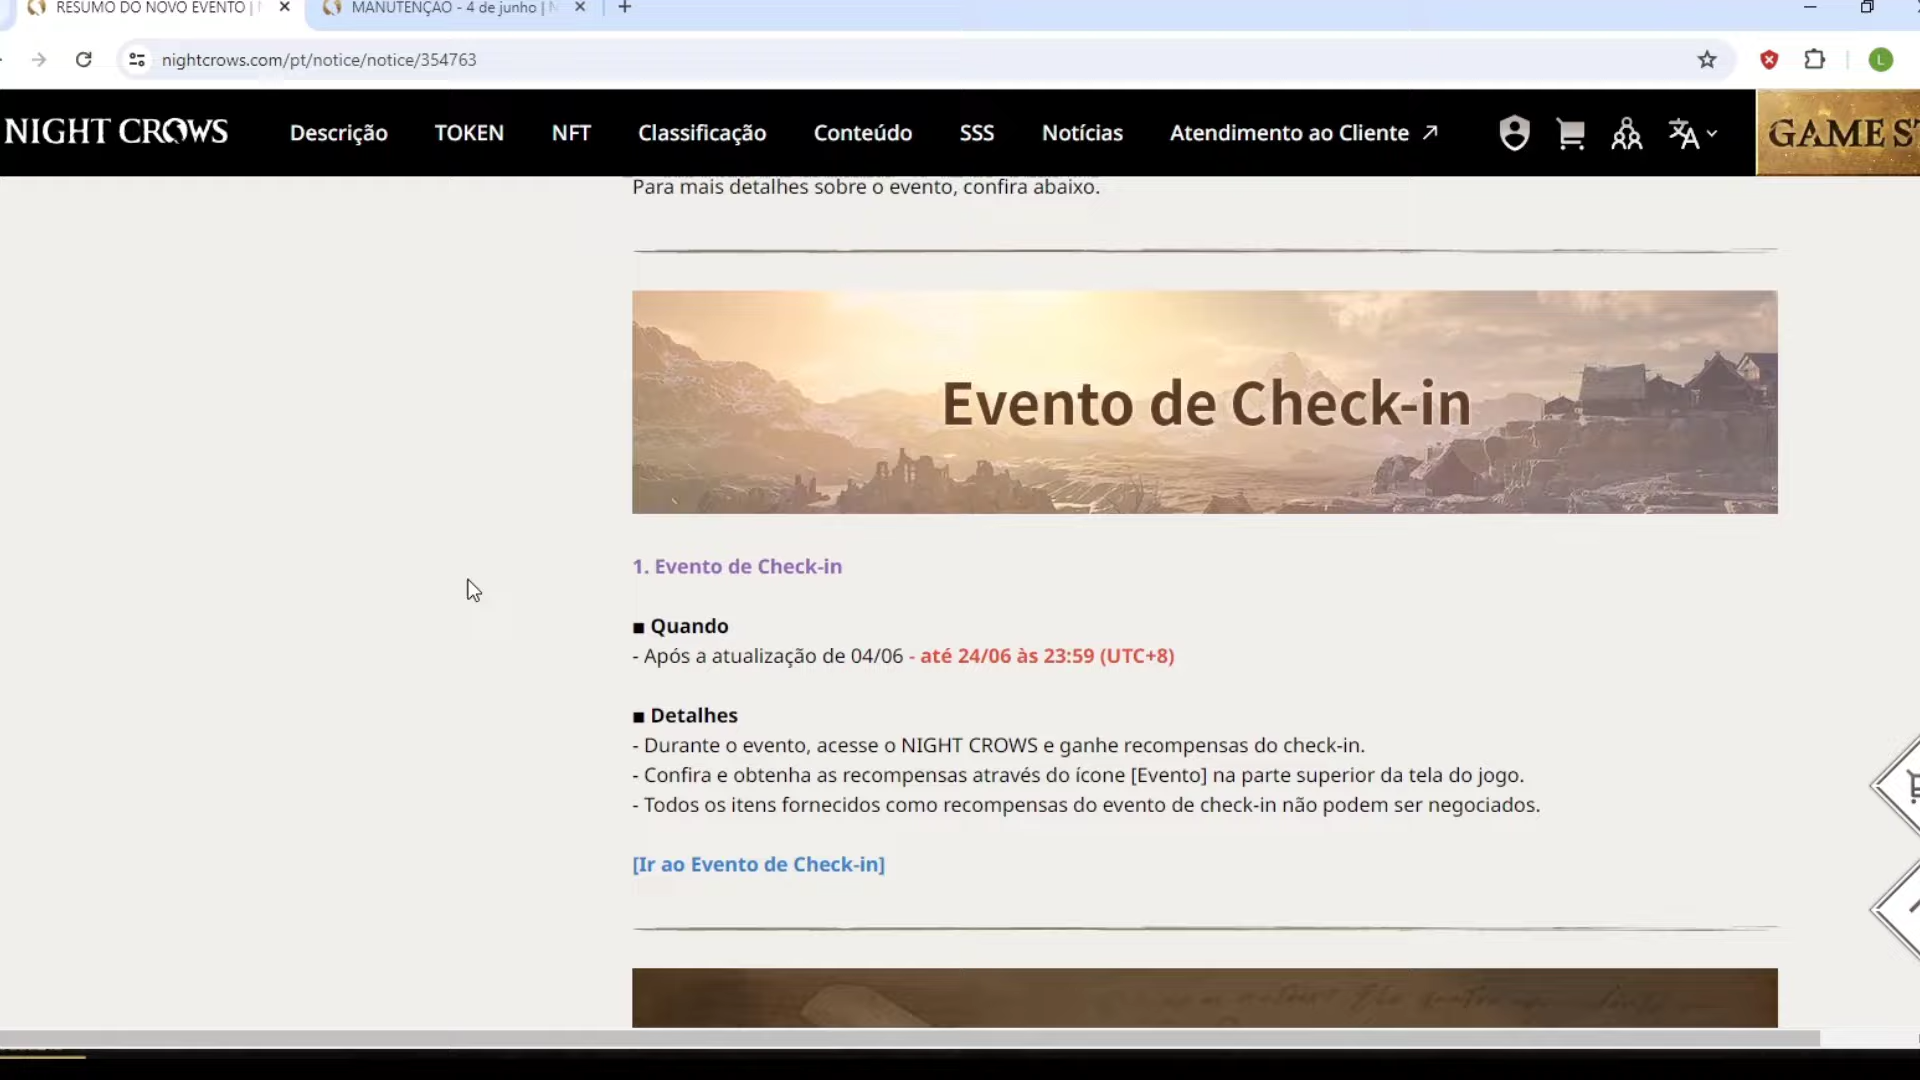 RESUMO DO NOVO EVENTO |
MANUTENÇÃO - 4 de junho |
nightcrows.com/pt/notice/notice/354763
L
NIGHT CROWS
Descrição
TOKEN
NFT
Classificação
Conteúdo
SSS
Notícias
Atendimento ao Cliente
GAME ST
Para mais detalhes sobre o evento, confira abaixo.
Evento de Check-in
1. Evento de Check-in
■ Quando
- Após a atualização de 04/06 - até 24/06 às 23:59 (UTC+8)
■ Detalhes
- Durante o evento, acesse o NIGHT CROWS e ganhe recompensas do check-in.
- Confira e obtenha as recompensas através do ícone [Evento] na parte superior da tela do jogo.
- Todos os itens fornecidos como recompensas do evento de check-in não podem ser negociados.
[Ir ao Evento de Check-in]